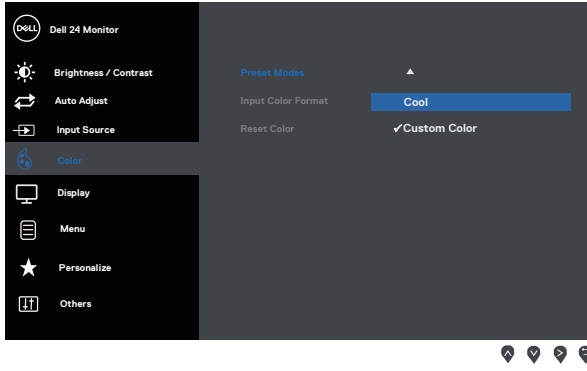 DELL
Dell 24 Monitor
Brightness / Contrast
Auto Adjust
Input Source
Color
Display
Menu
Personalize
Others
Preset Modes
Input Color Format
Cool
Reset Color
✓Custom Color